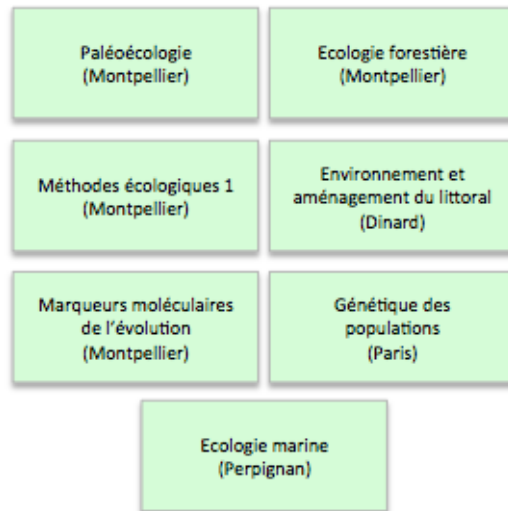 Paléoécologie
(Montpellier)
Ecologie forestière
(Montpellier)
Méthodes écologiques 1
(Montpellier)
Environnement et
aménagement du littoral
(Dinard)
Marqueurs moléculaires
de l'évolution
(Montpellier)
Génétique des
populations
(Paris)
Ecologie marine
(Perpignan)